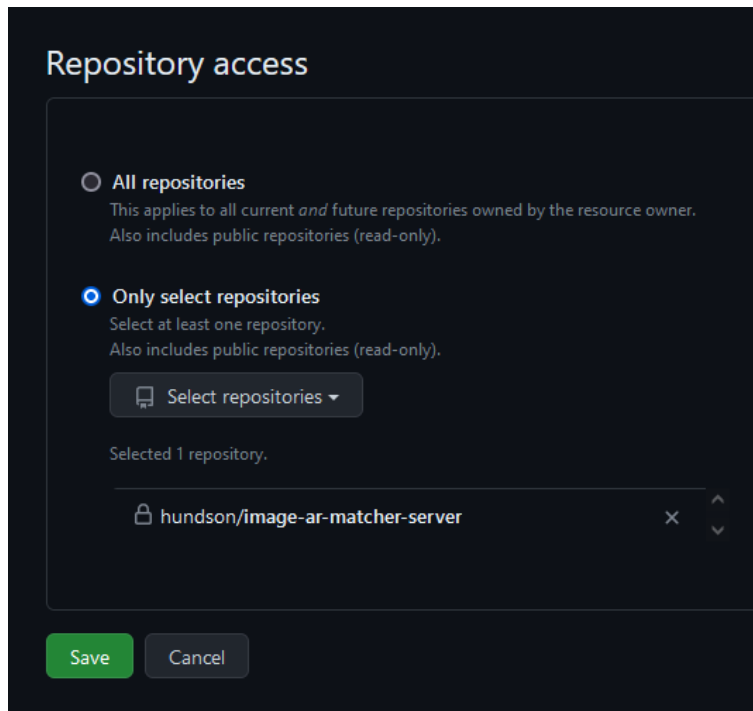 Repository access
All repositories
This applies to all current and future repositories owned by the resource owner.
Also includes public repositories (read-only).
Only select repositories
Select at least one repository.
Also includes public repositories (read-only).
Select repositories
Selected 1 repository.
hundson/image-ar-matcher-server
Save Cancel